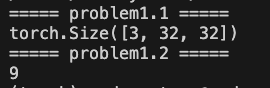 ===== problem1.1 =====
torch.Size([3, 32, 32])
===== problem1.2 =====
9